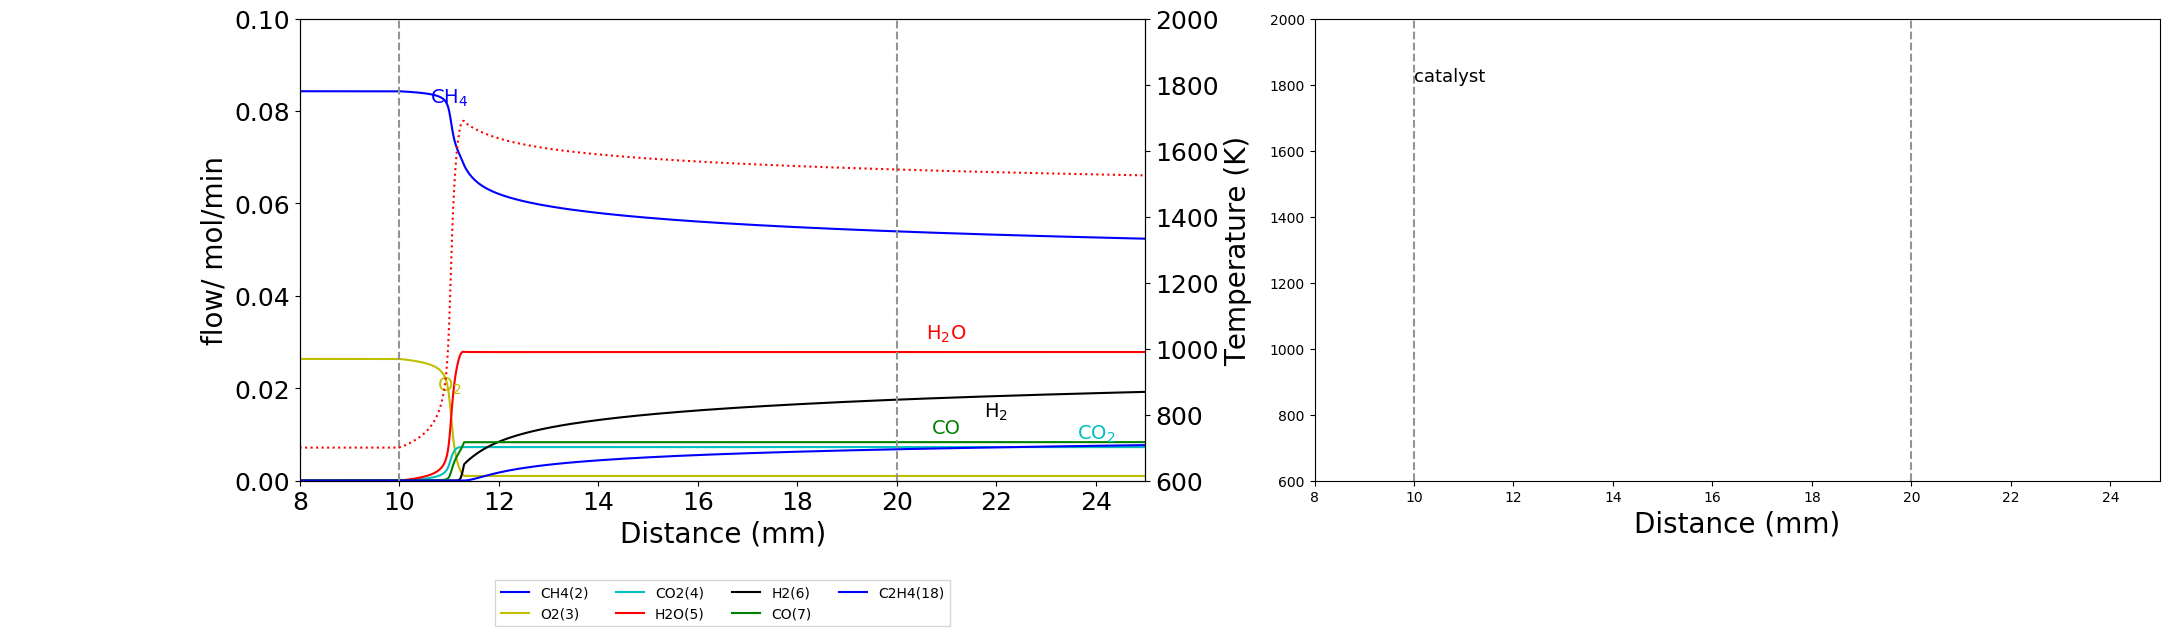 0.10
0.08
0.06
0.04
0.02
0.00
flow/ mol/min
8 10 12 14 16 18 20 22 24
Distance (mm)
2000
1800
1600
1400
1200
1000
800
600
Temperature (K)
CH₄
O₂
H₂O
H₂
CO
CO₂
CH4(2) CO2(4) H2(6) C2H4(18)
O2(3) H2O(5) CO(7)
2000
1800
1600
1400
1200
1000
800
600
catalyst
8 10 12 14 16 18 20 22 24
Distance (mm)